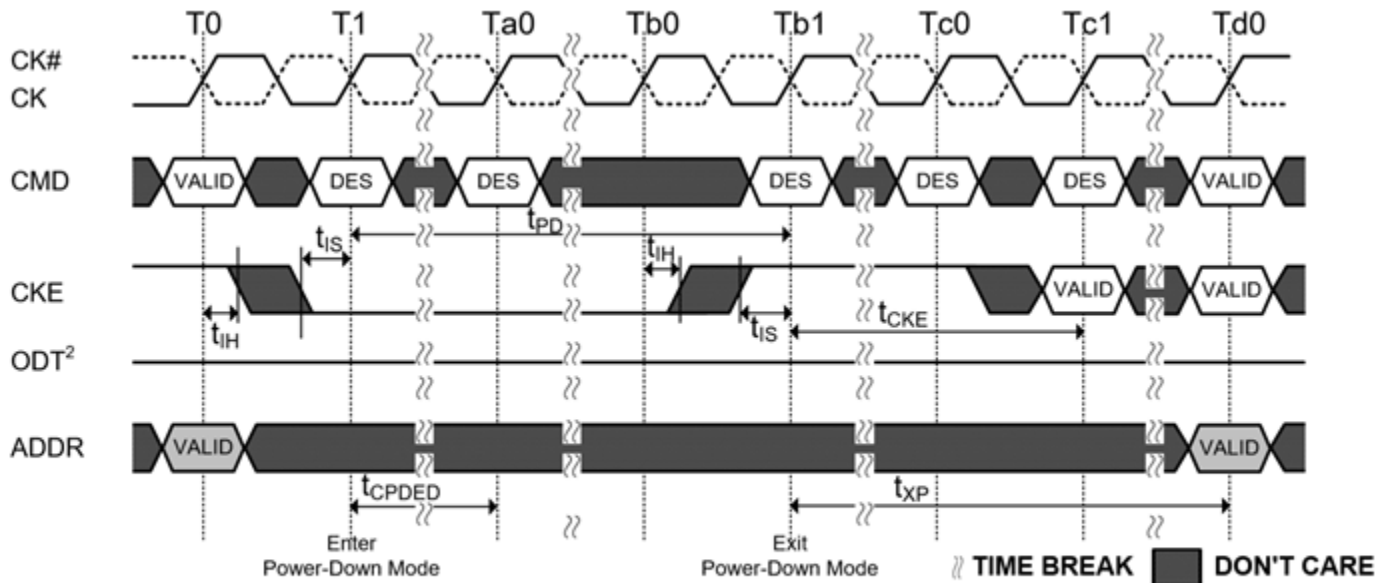 T0 T1 Ta0 Tb0 Tb1 Tc0 Tc1 Td0
CK#
CK
CMD VALID DES DES DES DES DES VALID
tPD
tIS tIH
CKE VALID VALID
tIH tIS tCKE
ODT2
ADDR VALID VALID
tCPDED tXP
Enter
Power-Down Mode
Exit
Power-Down Mode
TIME BREAK DON'T CARE